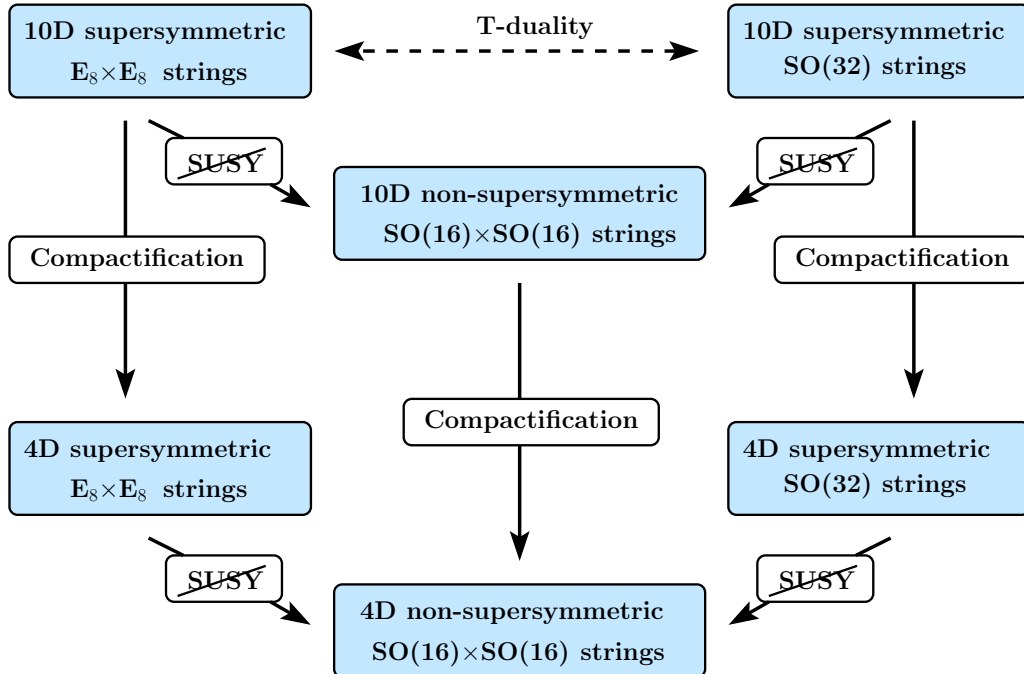 10D supersymmetric
E₈×E₈ strings
T-duality
10D supersymmetric
SO(32) strings
SUSY
SUSY
10D non-supersymmetric
SO(16)×SO(16) strings
Compactification
Compactification
Compactification
4D supersymmetric
E₈×E₈ strings
4D supersymmetric
SO(32) strings
SUSY
SUSY
4D non-supersymmetric
SO(16)×SO(16) strings